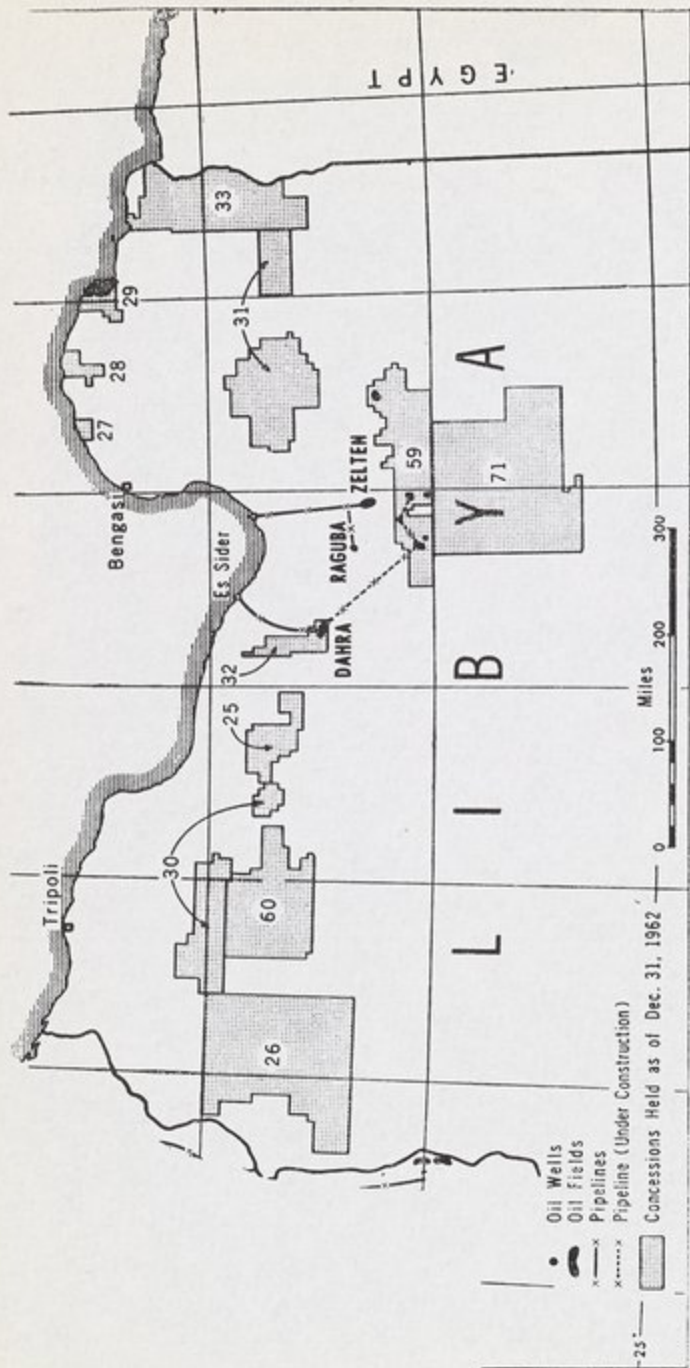 Tripoli
Bengasi
27
28
29
33
31
Es Sider
EGYPT
30
25
32
60
26
DAHRA
RAGUBA
ZELTEN
59
71
LIBYA
Oil Wells
Oil Fields
Pipelines
Pipeline (Under Construction)
Concessions Held as of Dec. 31, 1962
0 100 200 300
Miles
25°